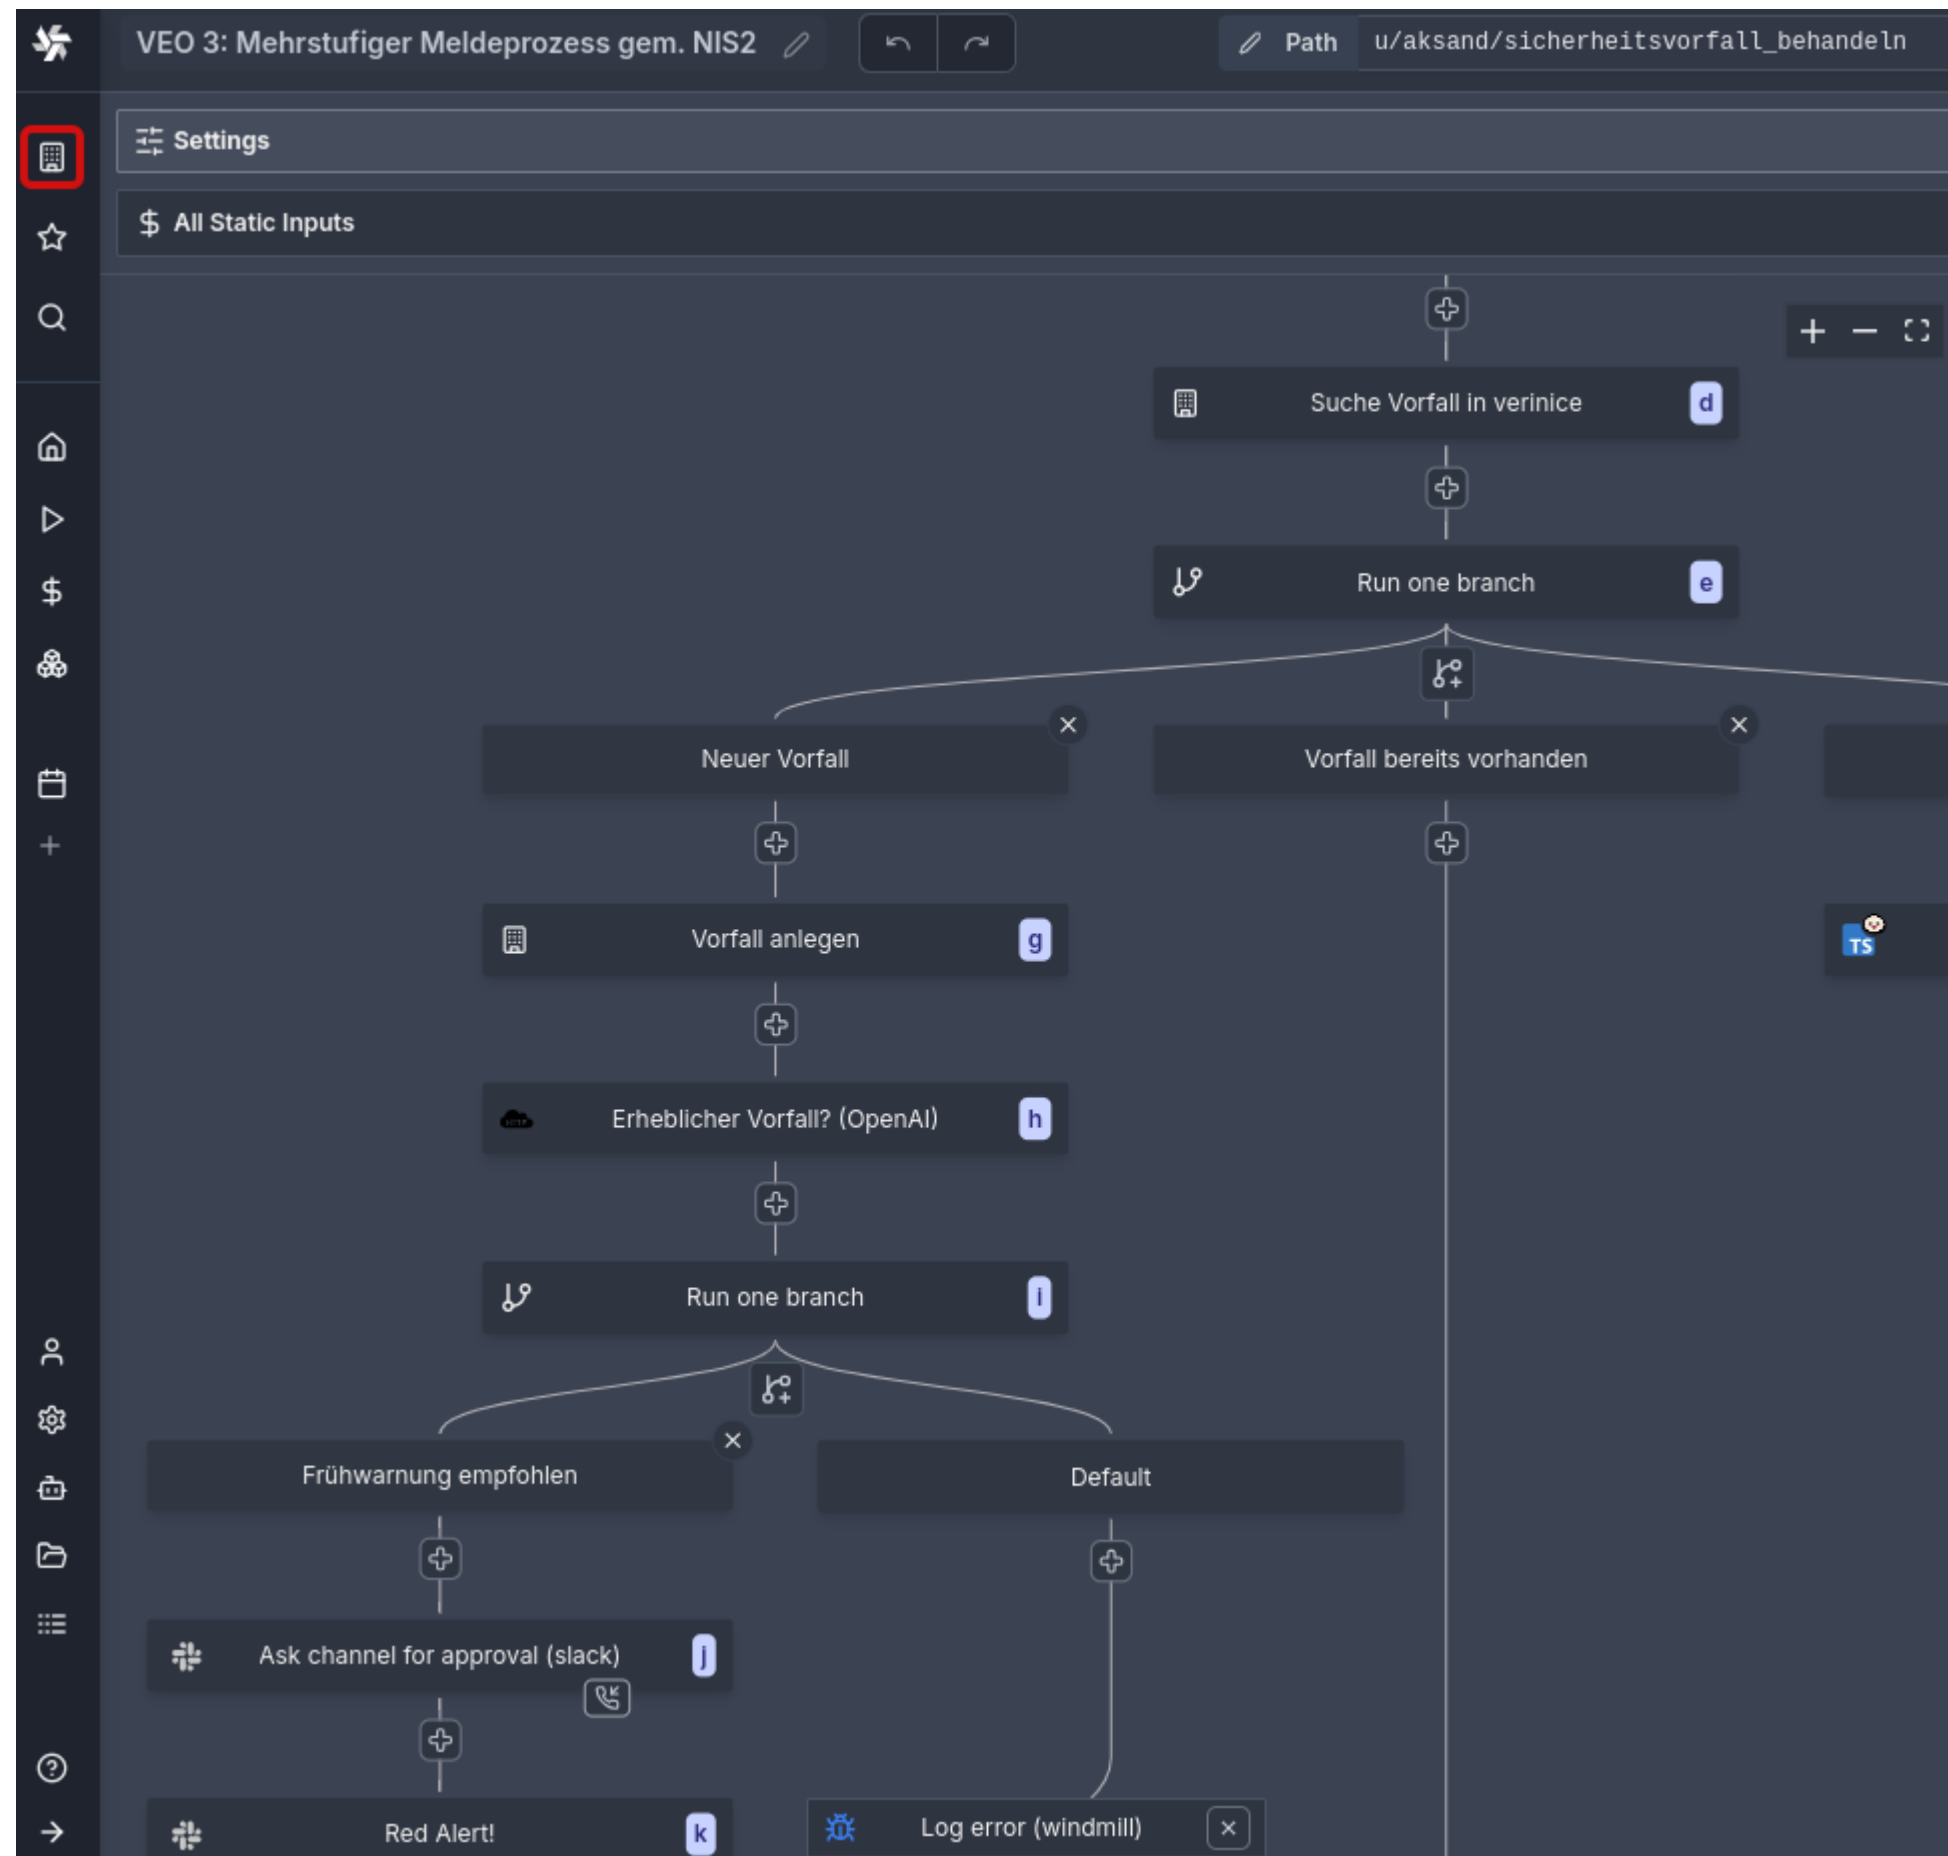 VEO 3: Mehrstufiger Meldeprozess gem. NIS2
Path u/aksand/sicherheitsvorfall_behandeln
Settings
All Static Inputs
Suche Vorfall in verinice d
Run one branch e
Neuer Vorfall
Vorfall bereits vorhanden
Vorfall anlegen g
TS
Erheblicher Vorfall? (OpenAI) h
Run one branch i
Frühwarnung empfohlen
Default
Ask channel for approval (slack) j
Red Alert! k
Log error (windmill)